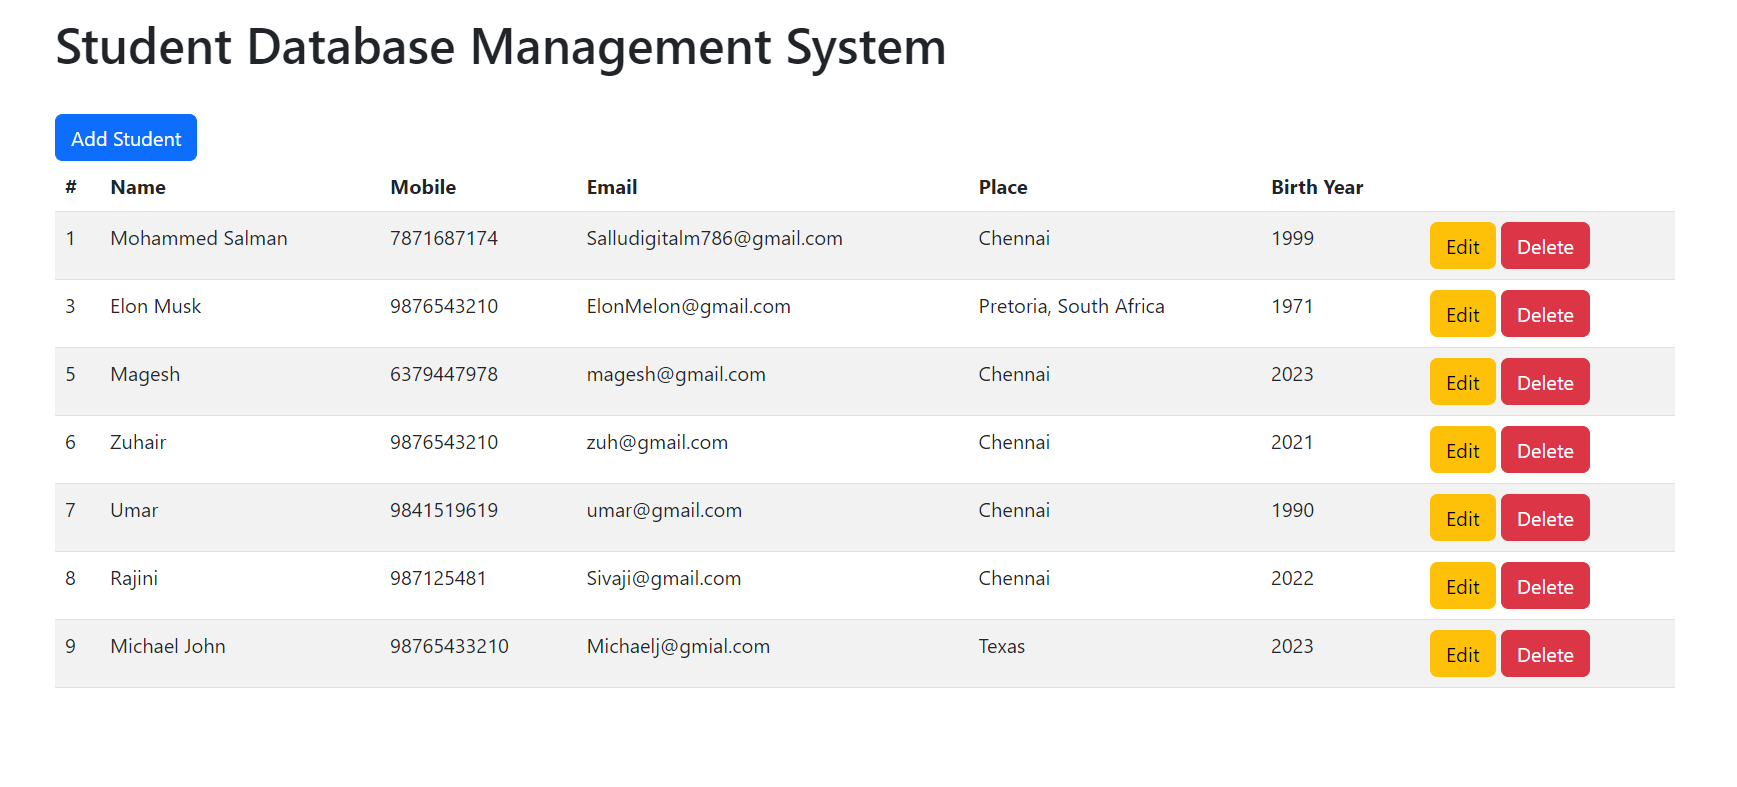 Student Database Management System
Add Student
# Name Mobile Email Place Birth Year
1 Mohammed Salman 7871687174 Salludigitalm786@gmail.com Chennai 1999 Edit Delete
3 Elon Musk 9876543210 ElonMelon@gmail.com Pretoria, South Africa 1971 Edit Delete
5 Magesh 6379447978 magesh@gmail.com Chennai 2023 Edit Delete
6 Zuhair 9876543210 zuh@gmail.com Chennai 2021 Edit Delete
7 Umar 9841519619 umar@gmail.com Chennai 1990 Edit Delete
8 Rajini 987125481 Sivaji@gmail.com Chennai 2022 Edit Delete
9 Michael John 98765433210 Michaelj@gmial.com Texas 2023 Edit Delete